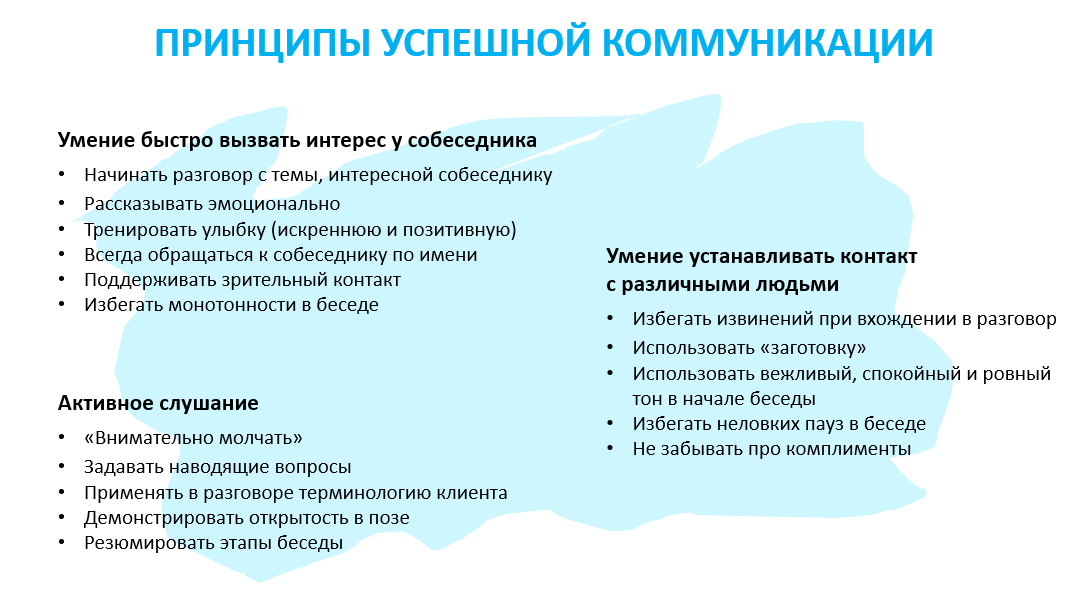 ПРИНЦИПЫ УСПЕШНОЙ КОММУНИКАЦИИ
Умение быстро вызвать интерес у собеседника
• Начинать разговор с темы, интересной собеседнику
• Рассказывать эмоционально
• Тренировать улыбку (искреннюю и позитивную)
• Всегда обращаться к собеседнику по имени
• Поддерживать зрительный контакт
• Избегать монотонности в беседе
Активное слушание
• «Внимательно молчать»
• Задавать наводящие вопросы
• Применять в разговоре терминологию клиента
• Демонстрировать открытость в позе
• Резюмировать этапы беседы
Умение устанавливать контакт
с различными людьми
• Избегать извинений при вхождении в разговор
• Использовать «заготовку»
• Использовать вежливый, спокойный и ровный
тон в начале беседы
• Избегать неловких пауз в беседе
• Не забывать про комплименты